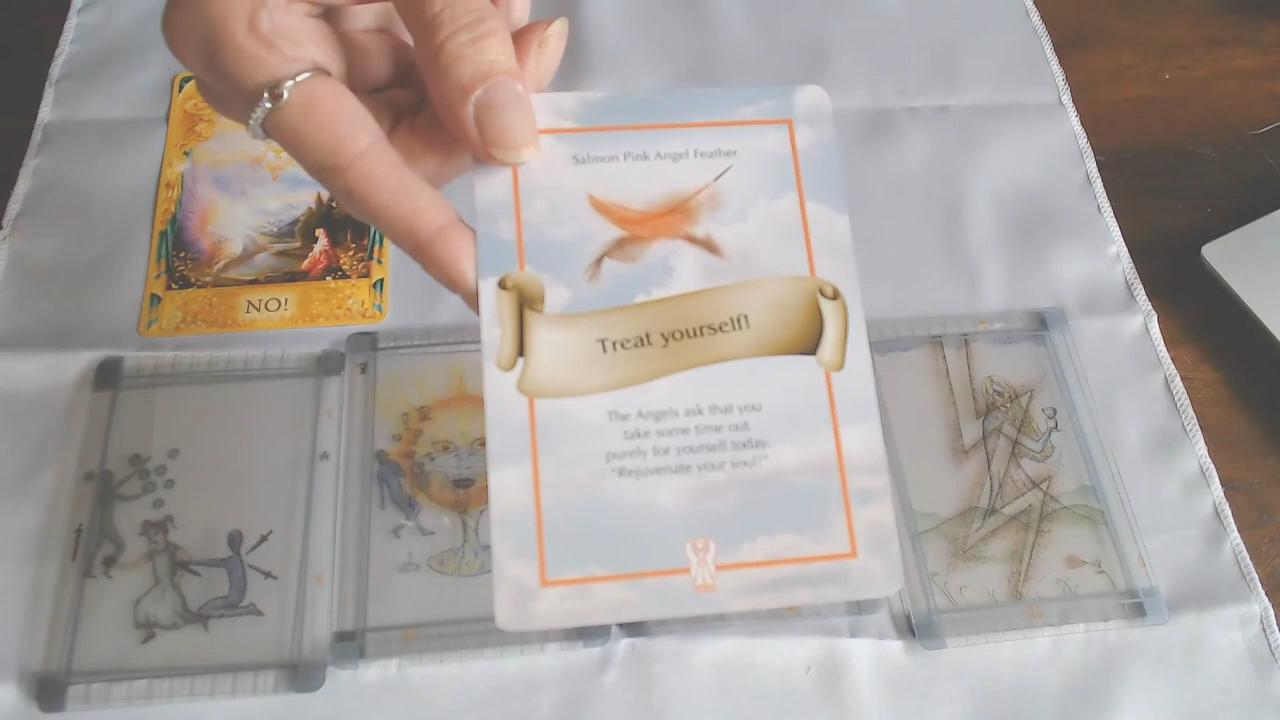 Salmon Pink Angel Feather
Treat yourself!
The Angels ask that you
take some time out
purely for yourself today.
"Rejuvenate your soul!"
NO!